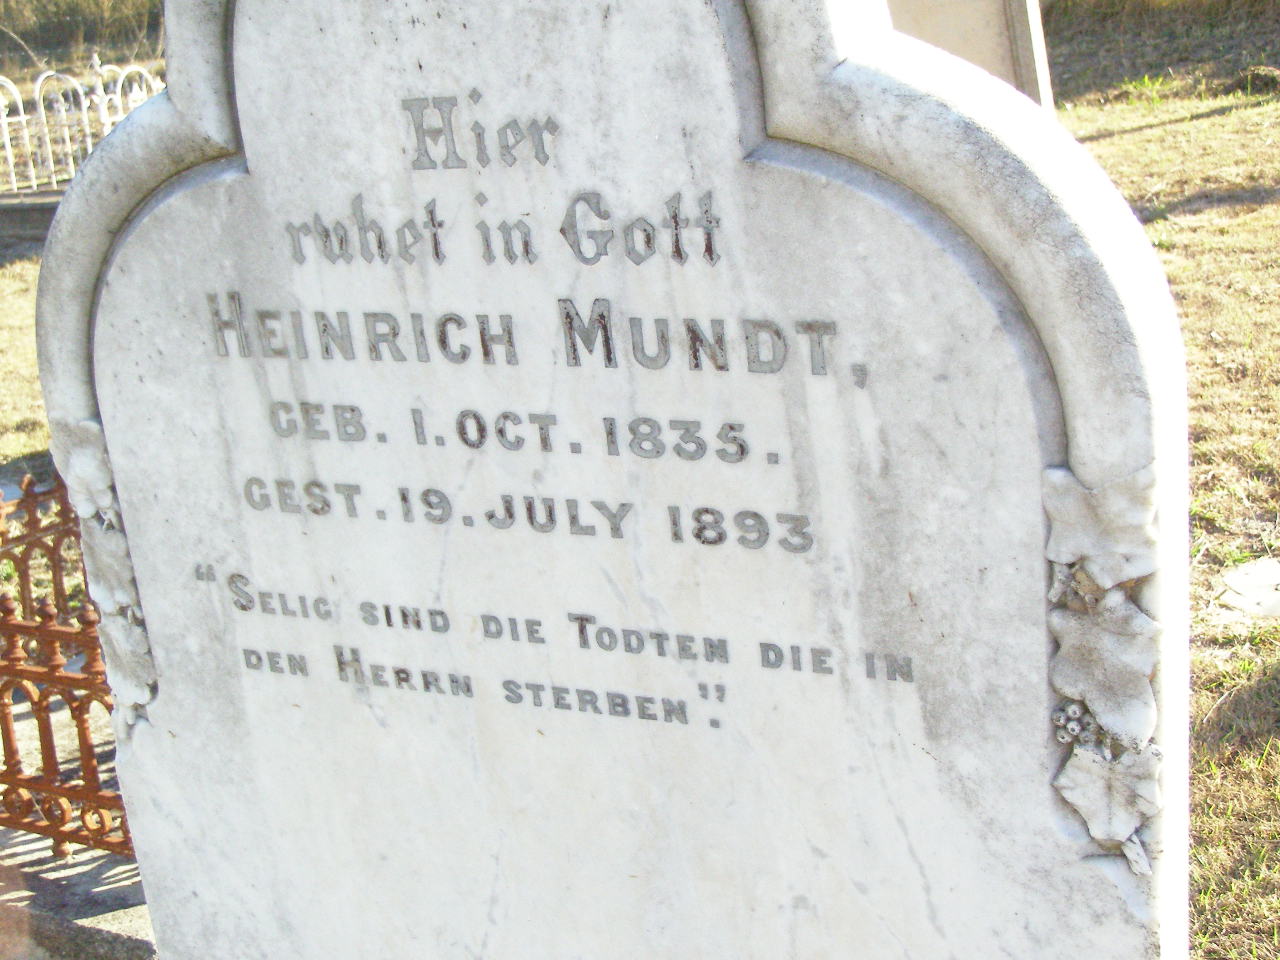 Hier
ruhet in Gott
HEINRICH MUNDT,
GEB. 1. OCT. 1835.
GEST. 19. JULY 1893
"SELIG SIND DIE TODTEN DIE IN
DEN HERRN STERBEN".